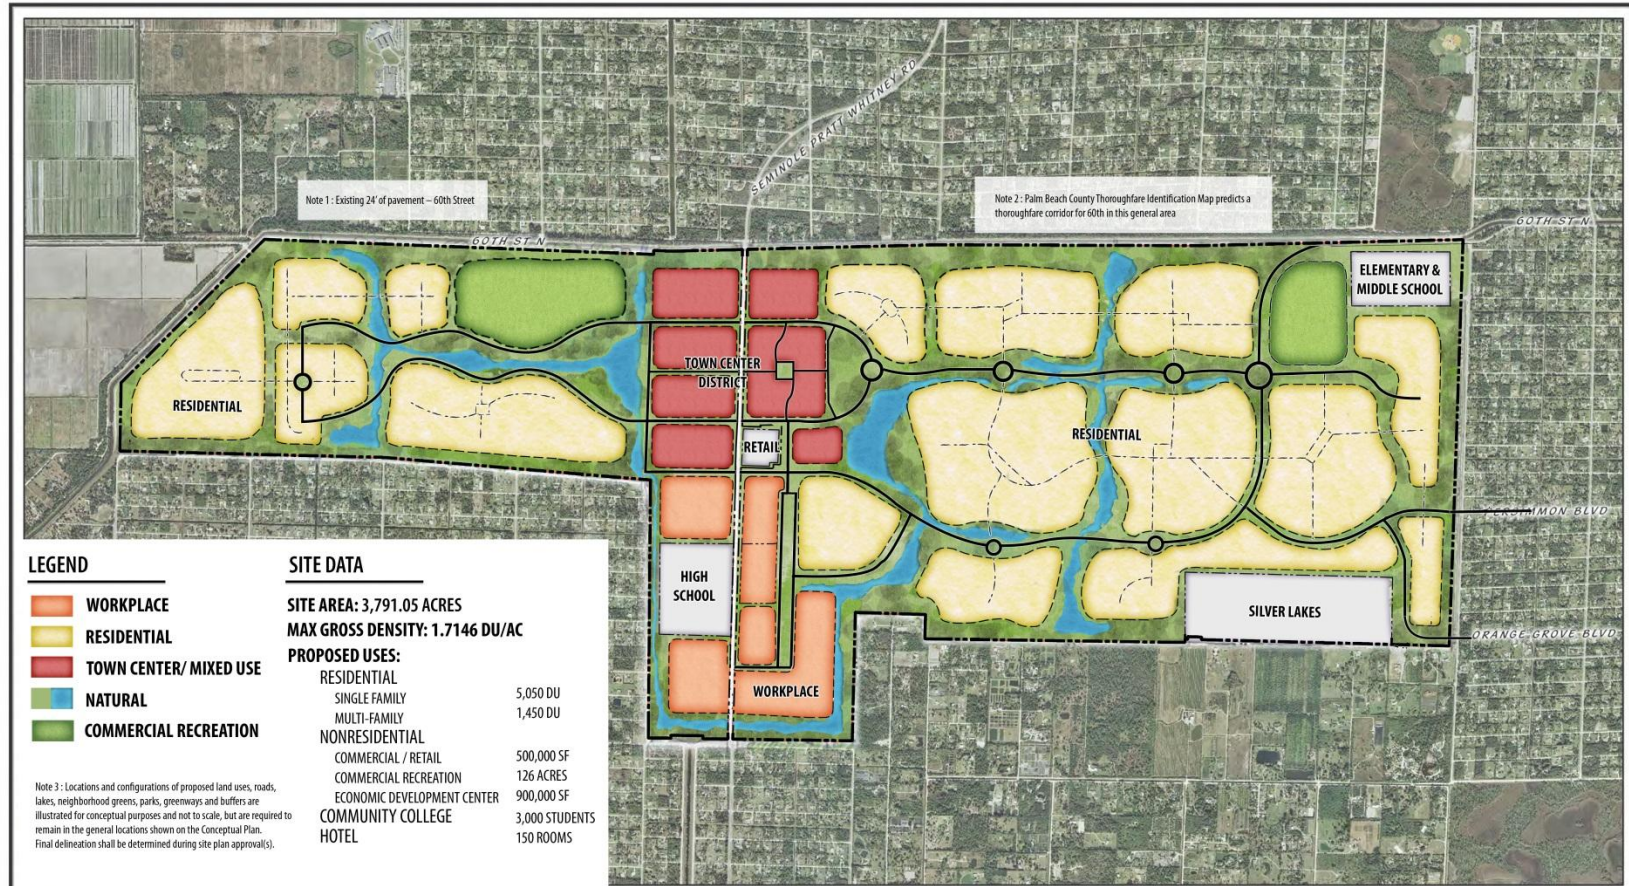 SEMINOLE PRATT WHITNEY RD
Note 1 : Existing 24' of pavement – 60th Street
Note 2 : Palm Beach County Thoroughfare Identification Map predicts a
thoroughfare corridor for 60th in this general area
60TH ST N
60TH ST N
ELEMENTARY &
MIDDLE SCHOOL
TOWN CENTER
DISTRICT
RESIDENTIAL
RESIDENTIAL
RETAIL
PERSIMMON BLVD
HIGH
SCHOOL
SILVER LAKES
ORANGE GROVE BLVD
WORKPLACE
LEGEND
WORKPLACE
RESIDENTIAL
TOWN CENTER/ MIXED USE
NATURAL
COMMERCIAL RECREATION
Note 3 : Locations and configurations of proposed land uses, roads,
lakes, neighborhood greens, parks, greenways and buffers are
illustrated for conceptual purposes and not to scale, but are required to
remain in the general locations shown on the Conceptual Plan.
Final delineation shall be determined during site plan approval(s).
SITE DATA
SITE AREA: 3,791.05 ACRES
MAX GROSS DENSITY: 1.7146 DU/AC
PROPOSED USES:
RESIDENTIAL
SINGLE FAMILY 5,050 DU
MULTI-FAMILY 1,450 DU
NONRESIDENTIAL
COMMERCIAL / RETAIL 500,000 SF
COMMERCIAL RECREATION 126 ACRES
ECONOMIC DEVELOPMENT CENTER 900,000 SF
COMMUNITY COLLEGE 3,000 STUDENTS
HOTEL 150 ROOMS